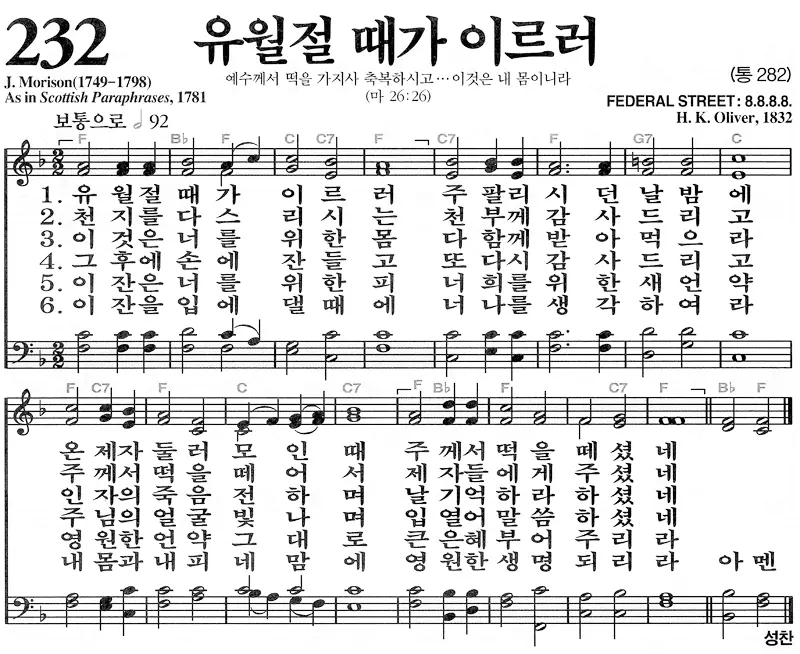 232 유월절 때가 이르러
(통 282)
예수께서 떡을 가지사 축복하시고…이것은 내 몸이니라
(마 26:26)
J. Morison(1749-1798)
As in Scottish Paraphrases, 1781
FEDERAL STREET : 8.8.8.8.
H. K. Oliver, 1832
보통으로 𝅗𝅥 92
F B♭ F C C7 F C7 F G7 C
1. 유 월절 때 가 이 르 러 주 팔리 시 던 날 밤 에
2. 천 지를 다 스 리 시 는 천 부께 감 사 드 리 고
3. 이 것은 너 를 위 한 몸 다 함께 받 아 먹 으 라
4. 그 후에 손 에 잔 들 고 또 다시 감 사 드 리 고
5. 이 잔은 너 를 위 한 피 너 희를 위 한 새 언 약
6. 이 잔을 입 에 댈 때 에 너 나를 생 각 하 여 라
F C7 F C C7 F B♭ F C7 F B♭ F
온 제자 둘 러 모 인 때 주 께서 떡 을 떼 셨 네
주 께서 떡 을 떼 어 서 제 자들 에 게 주 셨 네
인 자의 죽 음 전 하 며 날 기억 하 라 하 셨 네
주 님의 얼 굴 빛 나 며 입 열어 말 씀 하 셨 네
영 원한 언 약 그 대 로 큰 은혜 부 어 주 리 라
내 몸과 내 피 네 맘 에 영 원한 생 명 되 리 라 아 멘
성찬